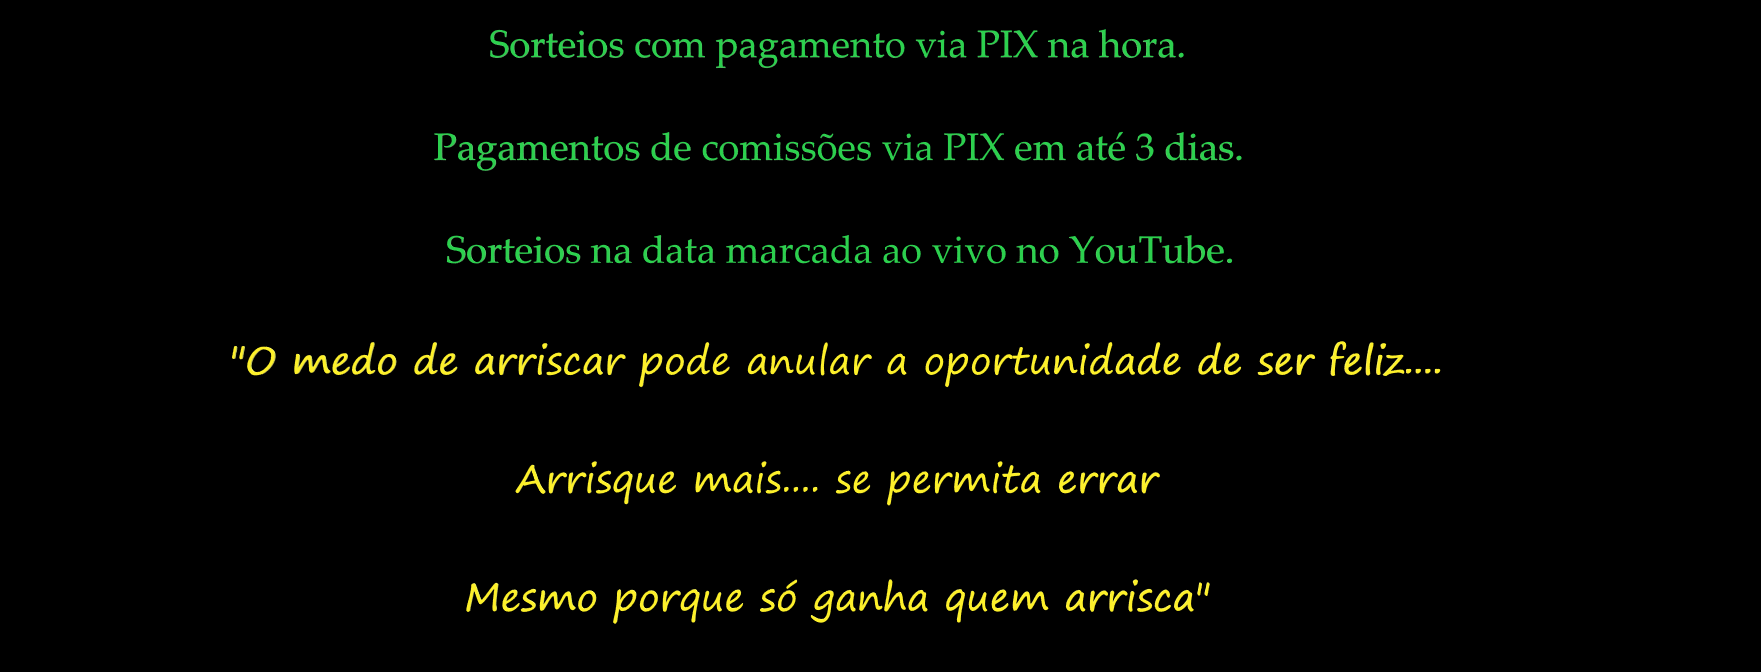 Sorteios com pagamento via PIX na hora.
Pagamentos de comissões via PIX em até 3 dias.
Sorteios na data marcada ao vivo no YouTube.
"O medo de arriscar pode anular a oportunidade de ser feliz....
Arrisque mais.... se permita errar
Mesmo porque só ganha quem arrisca"